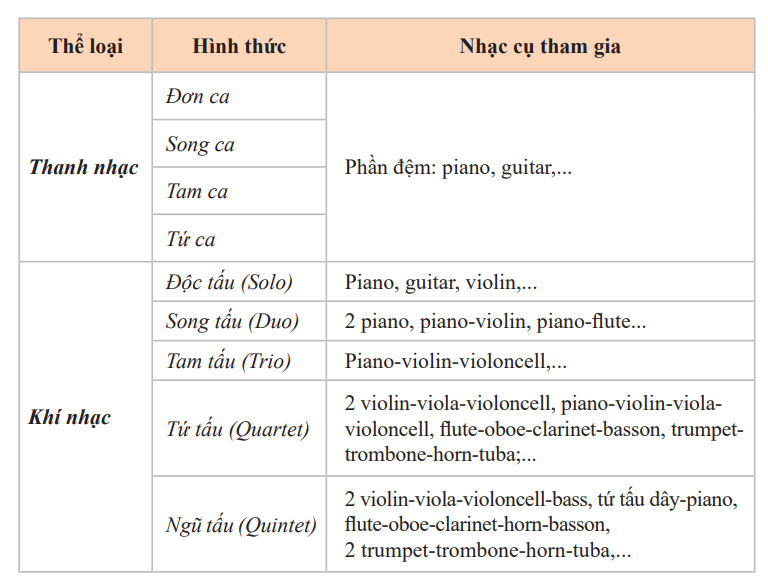 Thể loại
Hình thức
Nhạc cụ tham gia
Thanh nhạc
Đơn ca
Song ca
Tam ca
Tứ ca
Phần đệm: piano, guitar,...
Khí nhạc
Độc tấu (Solo)
Piano, guitar, violin,...
Song tấu (Duo)
2 piano, piano-violin, piano-flute...
Tam tấu (Trio)
Piano-violin-violoncell,...
Tứ tấu (Quartet)
2 violin-viola-violoncell, piano-violin-viola-
violoncell, flute-oboe-clarinet-basson, trumpet-
trombone-horn-tuba;...
Ngũ tấu (Quintet)
2 violin-viola-violoncell-bass, tứ tấu dây-piano,
flute-oboe-clarinet-horn-basson,
2 trumpet-trombone-horn-tuba,...